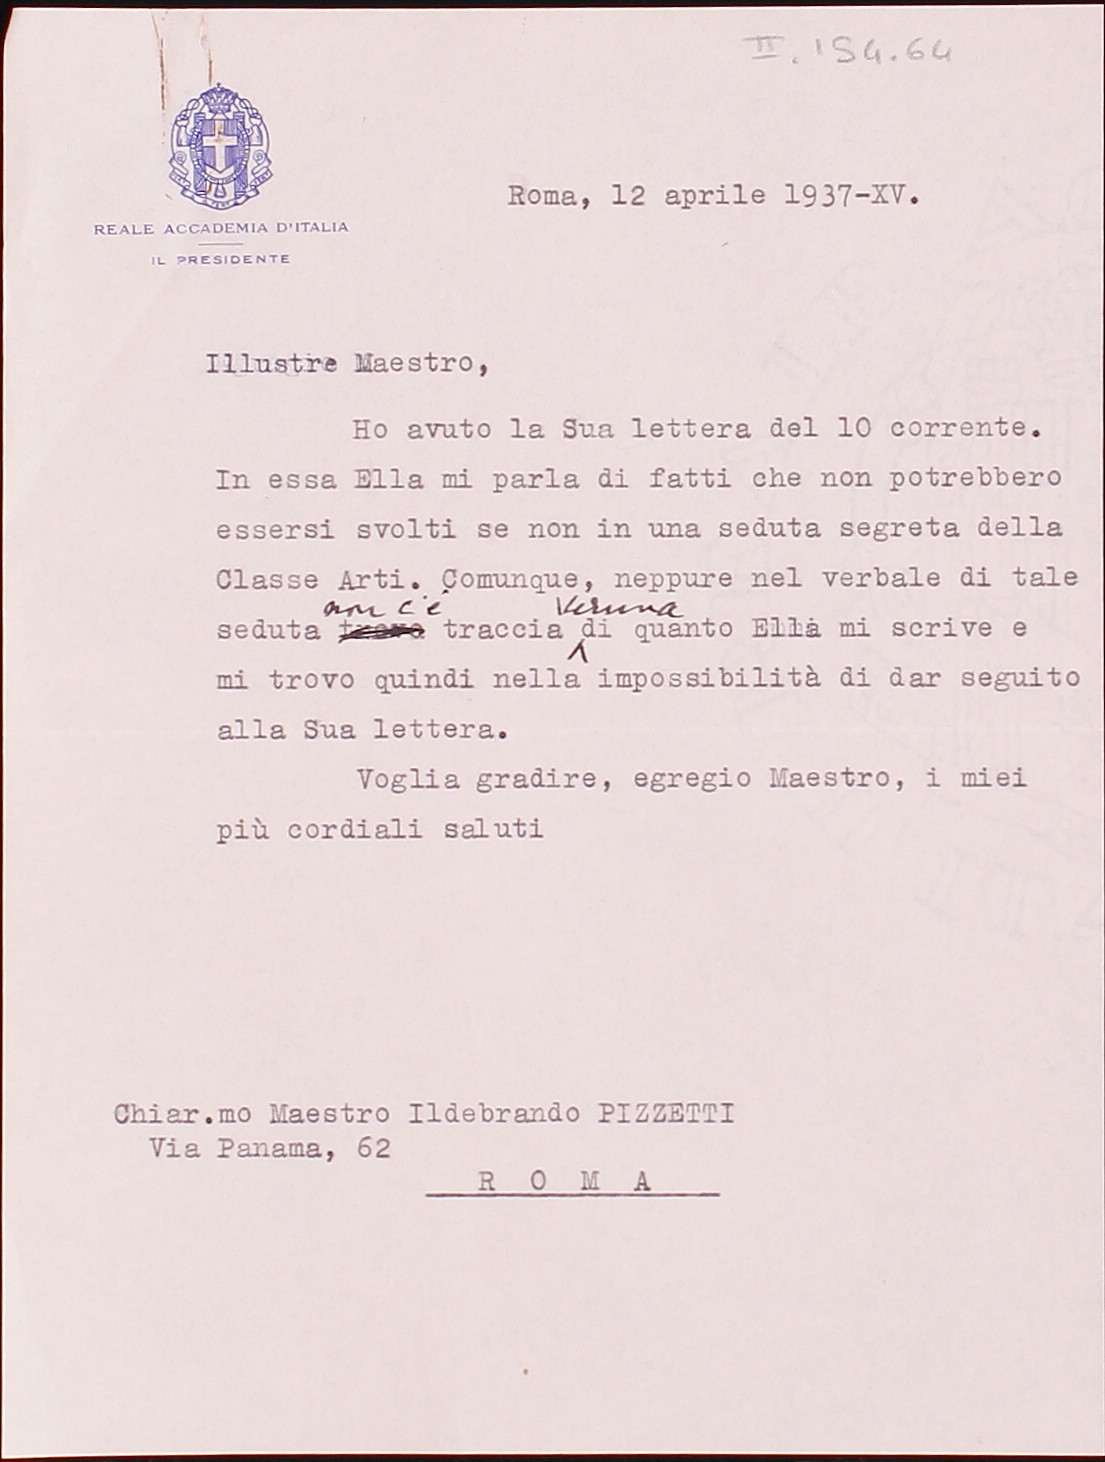 II.154.64
Roma, 12 aprile 1937-XV.
REALE ACCADEMIA D'ITALIA
IL PRESIDENTE
Illustre Maestro,
Ho avuto la Sua lettera del 10 corrente.
In essa Ella mi parla di fatti che non potrebbero
essersi svolti se non in una seduta segreta della
Classe Arti. Comunque, neppure nel verbale di tale
non c'è veruna
seduta trovo traccia di quanto Ella mi scrive e
mi trovo quindi nella impossibilità di dar seguito
alla Sua lettera.
Voglia gradire, egregio Maestro, i miei
più cordiali saluti
Chiar.mo Maestro Ildebrando PIZZETTI
Via Panama, 62
R O M A